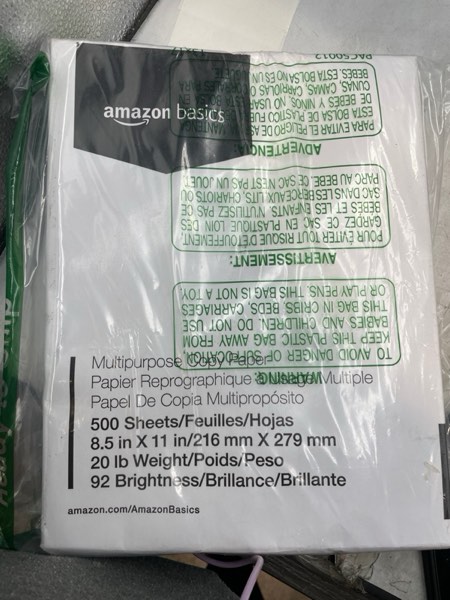 amazon basics
Multipurpose Copy Paper
Papier Reprographique à Usage Multiple
Papel De Copia Multipropósito
500 Sheets/Feuilles/Hojas
8.5 in X 11 in/216 mm X 279 mm
20 lb Weight/Poids/Peso
92 Brightness/Brillance/Brillante
amazon.com/AmazonBasics
WARNING:
TO AVOID DANGER OF SUFFOCATION,
KEEP THIS PLASTIC BAG AWAY FROM
BABIES AND CHILDREN. DO NOT USE
THIS BAG IN CRIBS, BEDS, CARRIAGES
OR PLAY PENS. THIS BAG IS NOT A TOY.
AVERTISSEMENT:
POUR ÉVITER TOUT RISQUE D'ÉTOUFFEMENT,
GARDEZ CE SAC EN PLASTIQUE LOIN DES
BÉBÉS ET LES ENFANTS. N'UTILISEZ PAS CE
SAC DANS LES BERCEAUX, LITS, CHARIOTS OU
PARC AU BEBE. CE SAC N'EST PAS UN JOUET.
ADVERTENCIA:
PARA EVITAR EL PELIGRO DE
ESTA BOLSA DE PLÁSTICO
DE BEBES Y NIÑOS. NO USAR
CUNAS, CAMAS, CARRIOLAS
BEBES. ESTA BOLSA NO ES UN